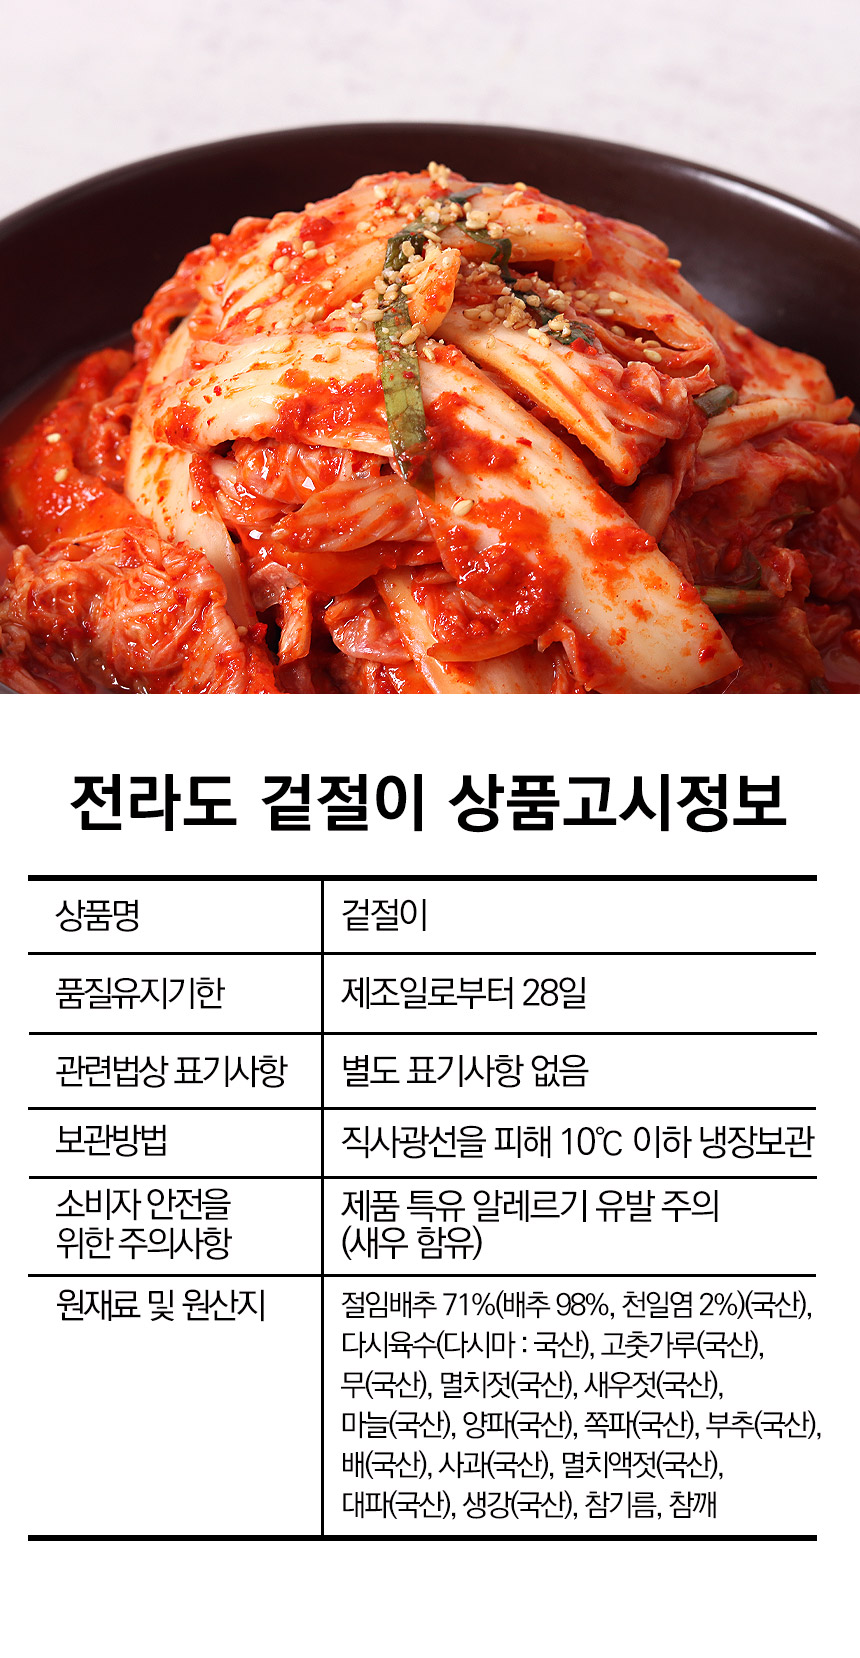 전라도 겉절이 상품고시정보
상품명 겉절이
품질유지기한 제조일로부터 28일
관련법상 표기사항 별도 표기사항 없음
보관방법 직사광선을 피해 10℃ 이하 냉장보관
소비자 안전을
위한 주의사항
제품 특유 알레르기 유발 주의
(새우 함유)
원재료 및 원산지
절임배추 71%(배추 98%, 천일염 2%)(국산),
다시육수(다시마 : 국산), 고춧가루(국산),
무(국산), 멸치젓(국산), 새우젓(국산),
마늘(국산), 양파(국산), 쪽파(국산), 부추(국산),
배(국산), 사과(국산), 멸치액젓(국산),
대파(국산), 생강(국산), 참기름, 참깨